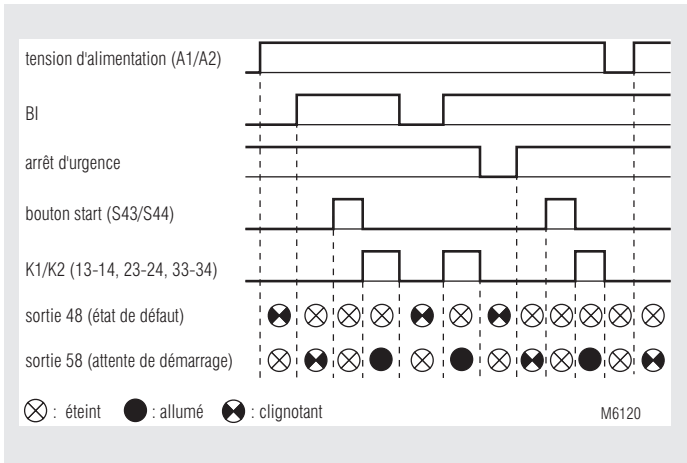 tension d'alimentation (A1/A2)
BI
arrêt d'urgence
bouton start (S43/S44)
K1/K2 (13-14, 23-24, 33-34)
sortie 48 (état de défaut)
sortie 58 (attente de démarrage)
: éteint : allumé : clignotant M6120